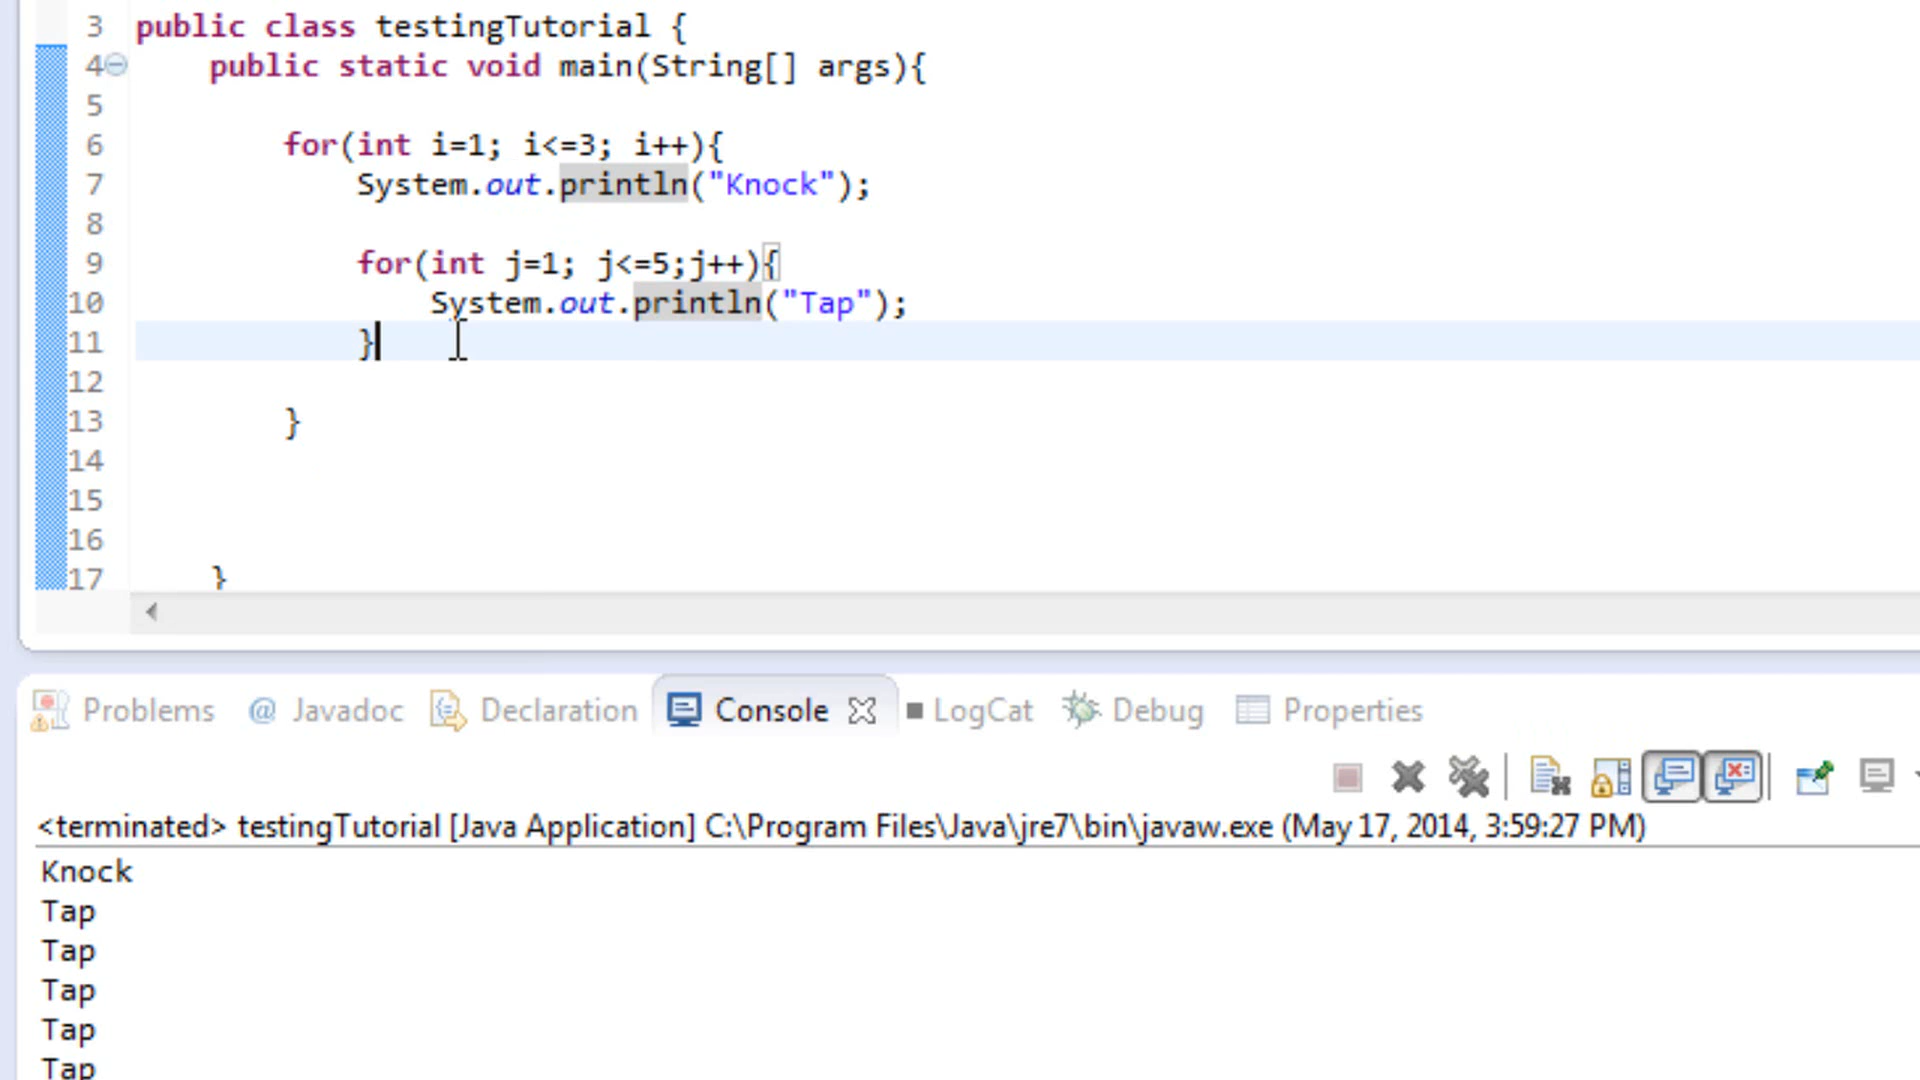 3 public class testingTutorial {
4 public static void main(String[] args){
5
6 for(int i=1; i<=3; i++){
7 System.out.println("Knock");
8
9 for(int j=1; j<=5;j++){
10 System.out.println("Tap");
11 }
12
13 }
14
15
16
17 }
Problems @ Javadoc Declaration Console LogCat Debug Properties
<terminated> testingTutorial [Java Application] C:\Program Files\Java\jre7\bin\javaw.exe (May 17, 2014, 3:59:27 PM)
Knock
Tap
Tap
Tap
Tap
Tap